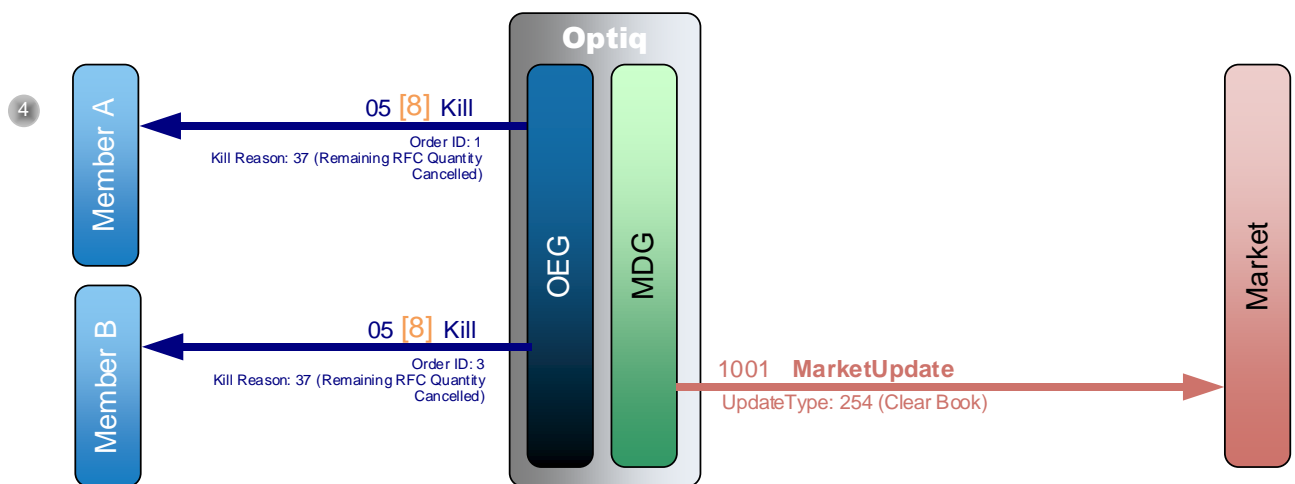 Optiq
4
Member A
05 [8] Kill
Order ID: 1
Kill Reason: 37 (Remaining RFC Quantity
Cancelled)
OEG
MDG
Market
Member B
05 [8] Kill
Order ID: 3
Kill Reason: 37 (Remaining RFC Quantity
Cancelled)
1001 MarketUpdate
UpdateType: 254 (Clear Book)